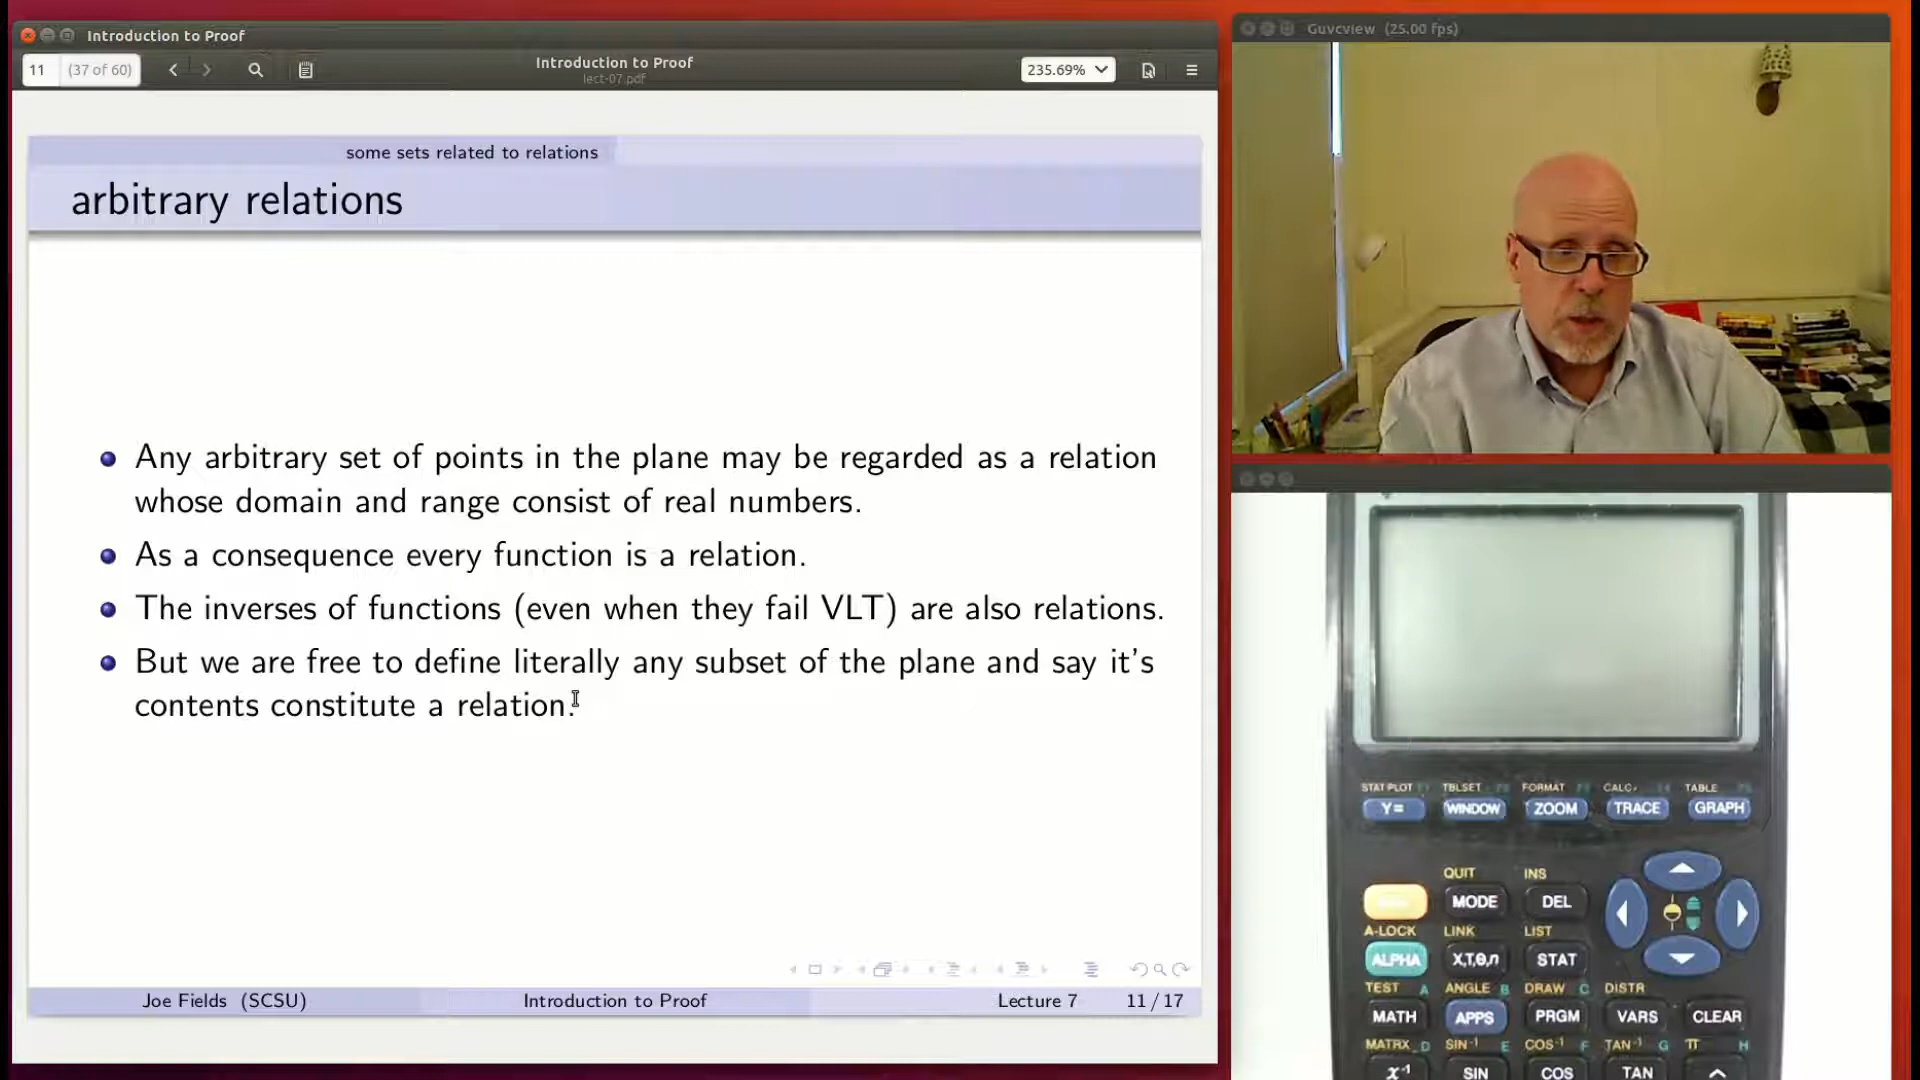 Introduction to Proof
11 (37 of 60)
Introduction to Proof
lect-07.pdf
235.69%
some sets related to relations
arbitrary relations
Any arbitrary set of points in the plane may be regarded as a relation
whose domain and range consist of real numbers.
As a consequence every function is a relation.
The inverses of functions (even when they fail VLT) are also relations.
But we are free to define literally any subset of the plane and say it's
contents constitute a relation.
Joe Fields (SCSU) Introduction to Proof Lecture 7 11 / 17
Guvcview (25.00 fps)
STAT PLOT TBLSET FORMAT CALC TABLE
Y= WINDOW ZOOM TRACE GRAPH
QUIT INS
MODE DEL
A-LOCK LINK LIST
ALPHA X,T,θ,n STAT
TEST A ANGLE B DRAW C DISTR
MATH APPS PRGM VARS CLEAR
MATRX D SIN⁻¹ E COS⁻¹ F TAN⁻¹ G π H
x⁻¹ SIN COS TAN ^